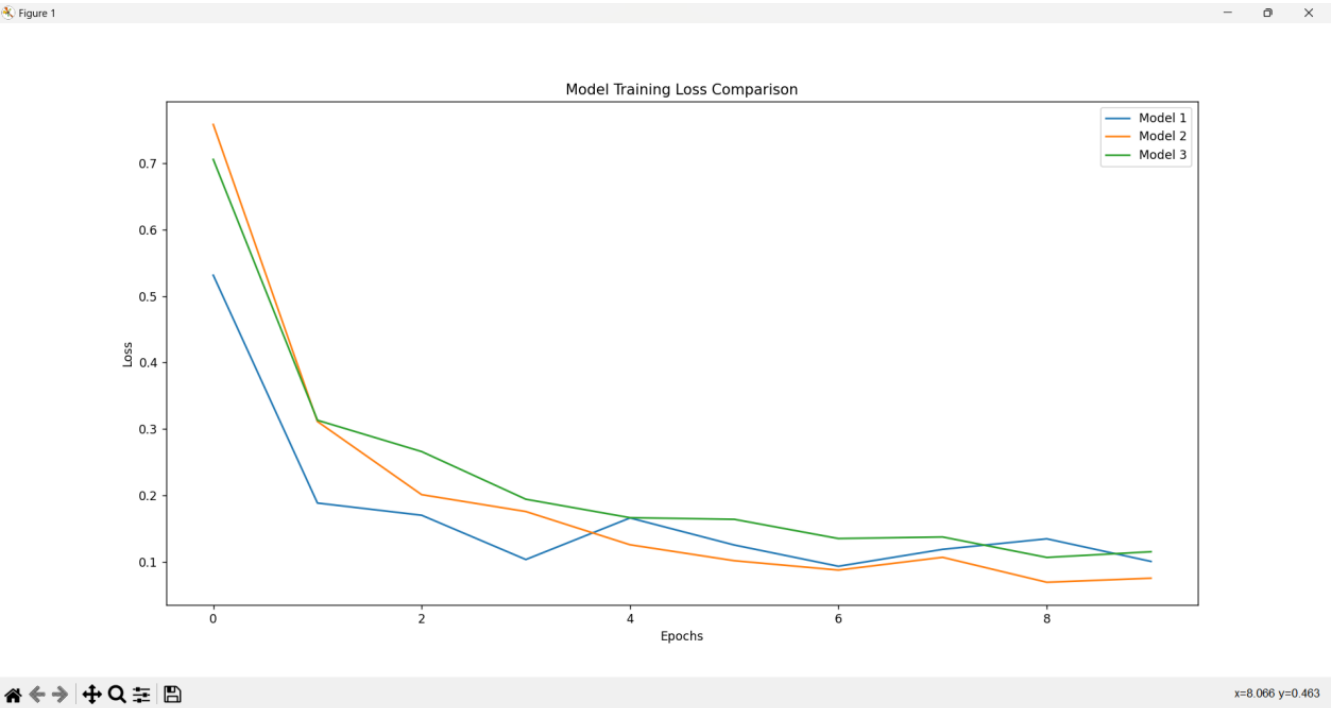 Figure 1
Model Training Loss Comparison
Model 1
Model 2
Model 3
0.7
0.6
0.5
0.4
0.3
0.2
0.1
Loss
0 2 4 6 8
Epochs
x=8.066 y=0.463